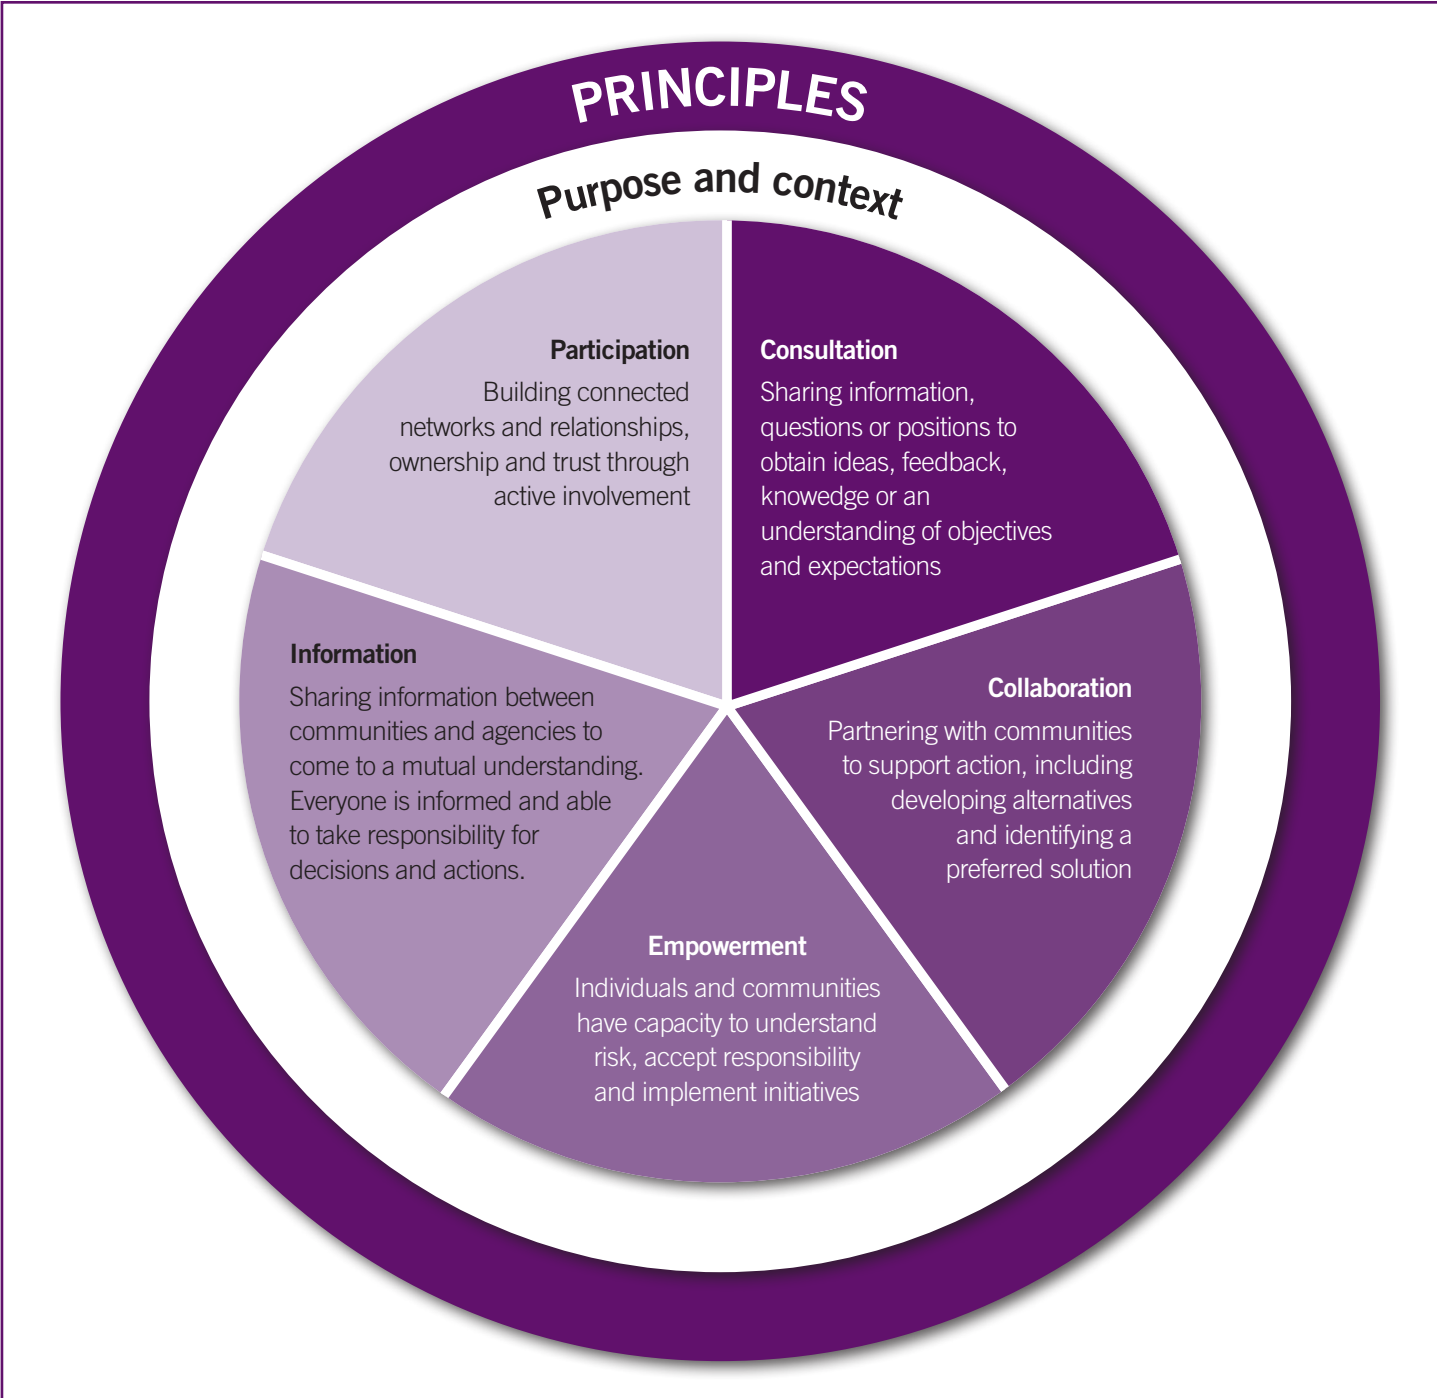 PRINCIPLES
Purpose and context
Participation
Building connected
networks and relationships,
ownership and trust through
active involvement
Consultation
Sharing information,
questions or positions to
obtain ideas, feedback,
knowedge or an
understanding of objectives
and expectations
Information
Sharing information between
communities and agencies to
come to a mutual understanding.
Everyone is informed and able
to take responsibility for
decisions and actions.
Collaboration
Partnering with communities
to support action, including
developing alternatives
and identifying a
preferred solution
Empowerment
Individuals and communities
have capacity to understand
risk, accept responsibility
and implement initiatives